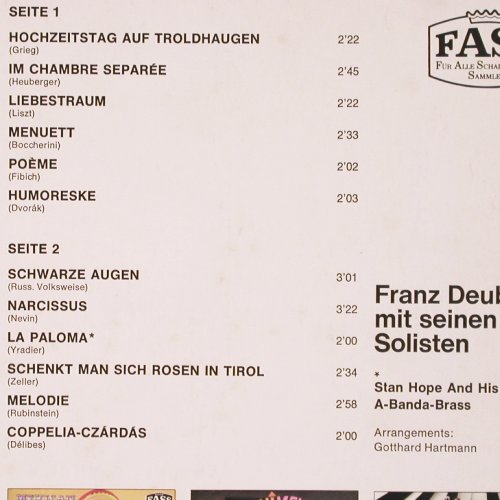 SEITE 1
HOCHZEITSTAG AUF TROLDHAUGEN 2'22
(Grieg)
IM CHAMBRE SEPARÉE 2'45
(Heuberger)
LIEBESTRAUM 2'22
(Liszt)
MENUETT 2'33
(Boccherini)
POÈME 2'02
(Fibich)
HUMORESKE 2'03
(Dvorák)
SEITE 2
SCHWARZE AUGEN 3'01
(Russ. Volksweise)
NARCISSUS 3'22
(Nevin)
LA PALOMA* 2'00
(Yradier)
SCHENKT MAN SICH ROSEN IN TIROL 2'34
(Zeller)
MELODIE 2'58
(Rubinstein)
COPPELIA-CZÁRDÁS 2'00
(Délibes)
FASS
FÜR ALLE
Franz Deub
mit seinen
Solisten
*
Stan Hope And His
A-Banda-Brass
Arrangements:
Gotthard Hartmann
FASS